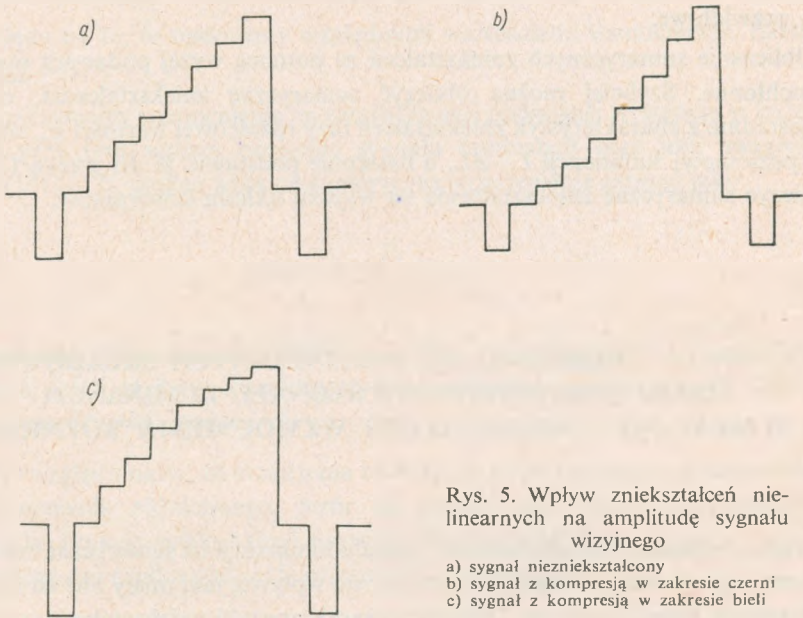 a)
b)
c)
Rys. 5. Wpływ zniekształceń nie-
linearnych na amplitudę sygnału
wizyjnego
a) sygnał niezniekształcony
b) sygnał z kompresją w zakresie czerni
c) sygnał z kompresją w zakresie bieli